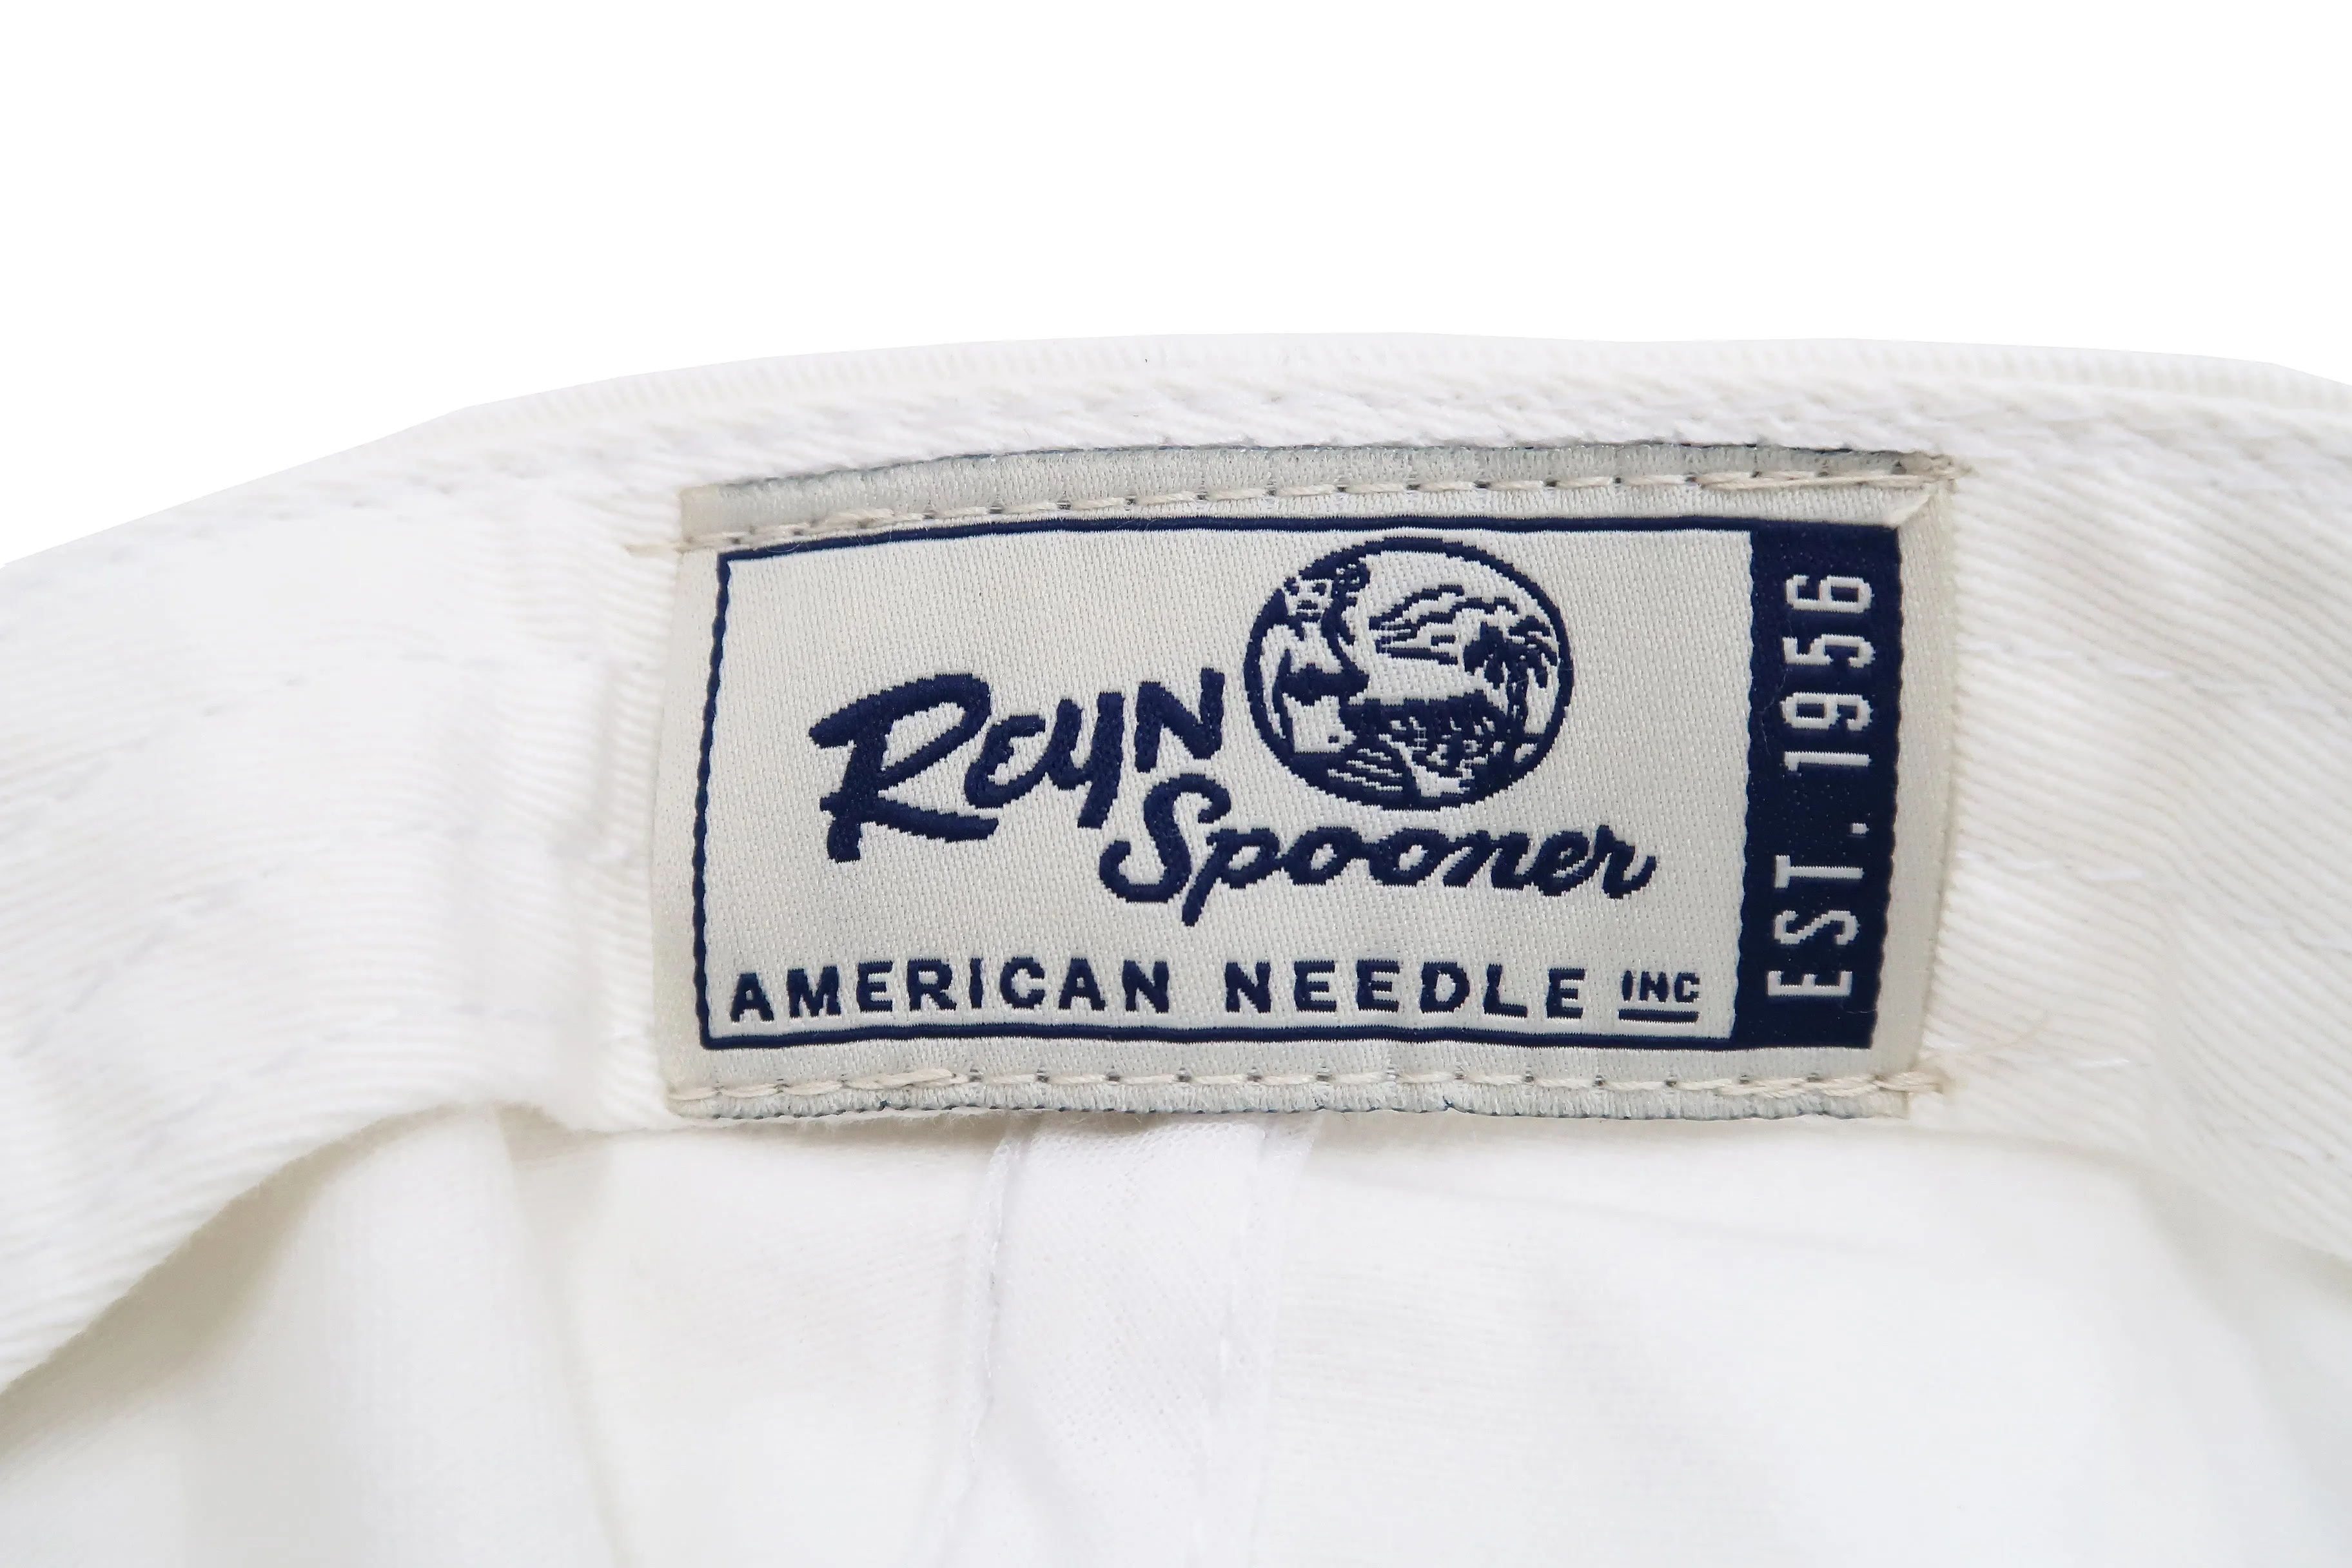 REYN
Spooner
AMERICAN NEEDLE INC
EST. 1956